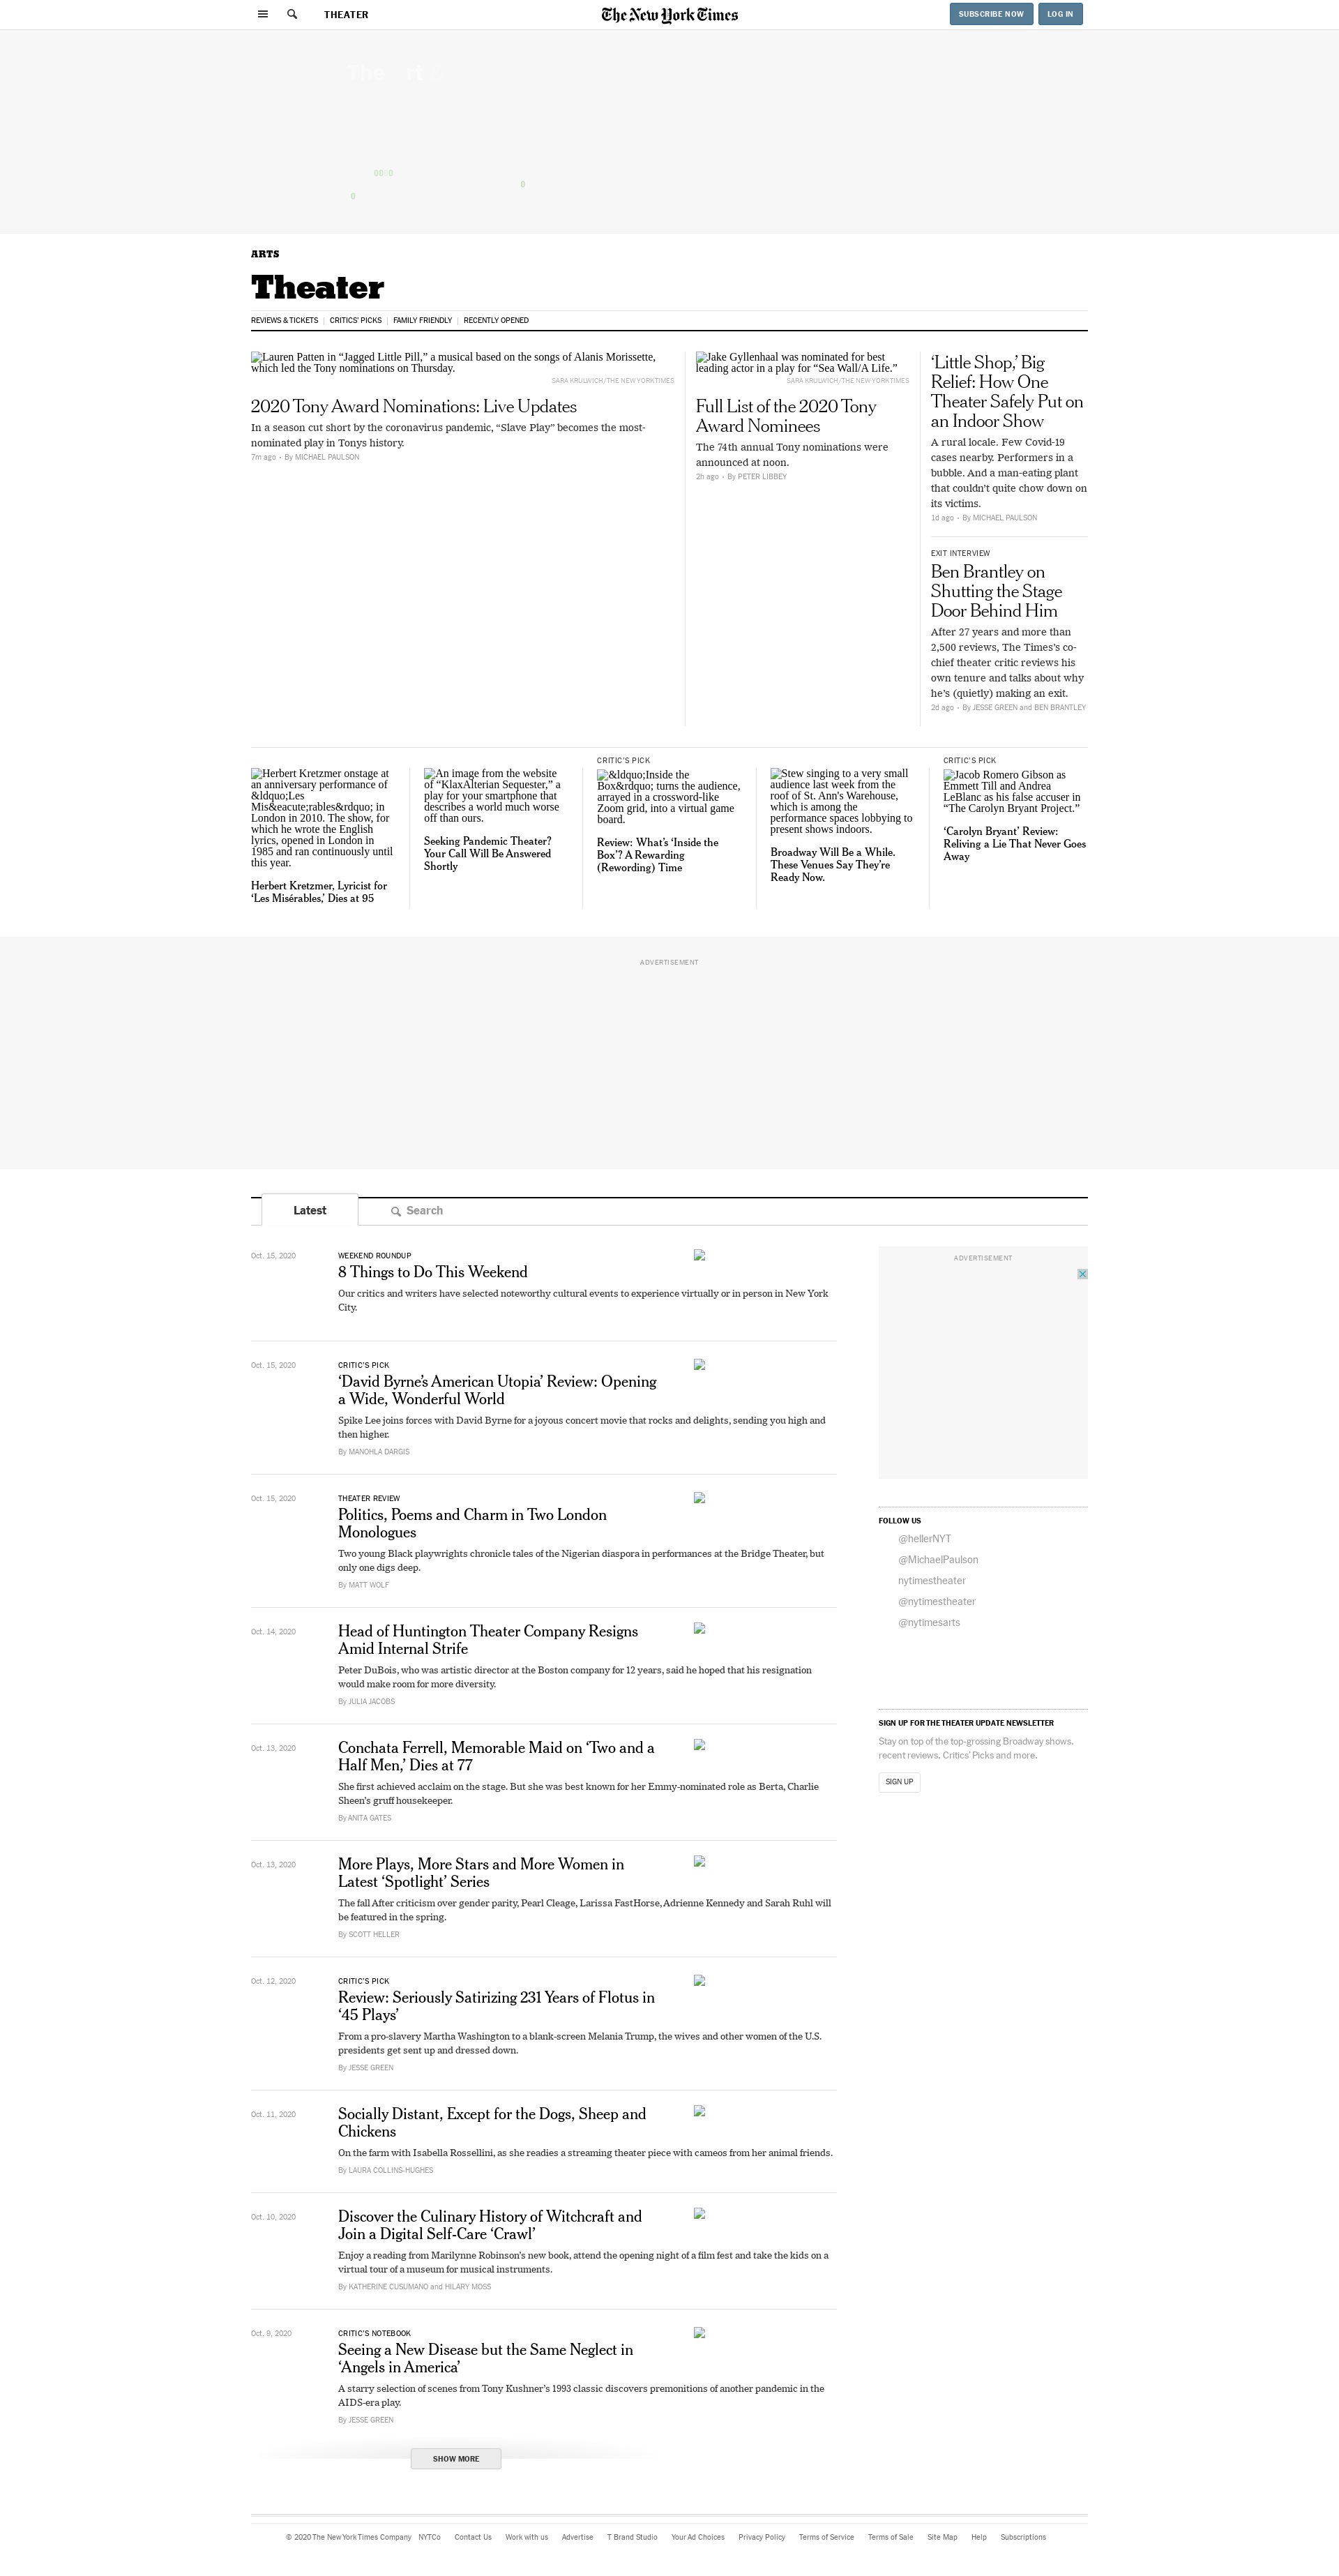 THEATER
The New York Times
SUBSCRIBE NOW
LOG IN
ARTS
Theater
REVIEWS & TICKETS
CRITICS' PICKS
FAMILY FRIENDLY
RECENTLY OPENED
Lauren Patten in “Jagged Little Pill,” a musical based on the songs of Alanis Morissette,
which led the Tony nominations on Thursday.
SARA KRULWICH/THE NEW YORK TIMES
2020 Tony Award Nominations: Live Updates
In a season cut short by the coronavirus pandemic, “Slave Play” becomes the most-
nominated play in Tonys history.
7m ago • By MICHAEL PAULSON
Jake Gyllenhaal was nominated for best
leading actor in a play for “Sea Wall/A Life.”
SARA KRULWICH/THE NEW YORK TIMES
Full List of the 2020 Tony
Award Nominees
The 74th annual Tony nominations were
announced at noon.
2h ago • By PETER LIBBEY
‘Little Shop,’ Big
Relief: How One
Theater Safely Put on
an Indoor Show
A rural locale. Few Covid-19
cases nearby. Performers in a
bubble. And a man-eating plant
that couldn’t quite chow down on
its victims.
1d ago • By MICHAEL PAULSON
EXIT INTERVIEW
Ben Brantley on
Shutting the Stage
Door Behind Him
After 27 years and more than
2,500 reviews, The Times’s co-
chief theater critic reviews his
own tenure and talks about why
he’s (quietly) making an exit.
2d ago • By JESSE GREEN and BEN BRANTLEY
Herbert Kretzmer onstage at
an anniversary performance of
&ldquo;Les
Mis&eacute;rables&rdquo; in
London in 2010. The show, for
which he wrote the English
lyrics, opened in London in
1985 and ran continuously until
this year.
Herbert Kretzmer, Lyricist for
‘Les Misérables,’ Dies at 95
An image from the website
of “KlaxAlterian Sequester,” a
play for your smartphone that
describes a world much worse
off than ours.
Seeking Pandemic Theater?
Your Call Will Be Answered
Shortly
CRITIC’S PICK
&ldquo;Inside the
Box&rdquo; turns the audience,
arrayed in a crossword-like
Zoom grid, into a virtual game
board.
Review: What’s ‘Inside the
Box’? A Rewarding
(Rewording) Time
Stew singing to a very small
audience last week from the
roof of St. Ann's Warehouse,
which is among the
performance spaces lobbying to
present shows indoors.
Broadway Will Be a While.
These Venues Say They’re
Ready Now.
CRITIC’S PICK
Jacob Romero Gibson as
Emmett Till and Andrea
LeBlanc as his false accuser in
“The Carolyn Bryant Project.”
‘Carolyn Bryant’ Review:
Reliving a Lie That Never Goes
Away
ADVERTISEMENT
Latest
Search
Oct. 15, 2020
WEEKEND ROUNDUP
8 Things to Do This Weekend
Our critics and writers have selected noteworthy cultural events to experience virtually or in person in New York
City.
Oct. 15, 2020
CRITIC’S PICK
‘David Byrne’s American Utopia’ Review: Opening
a Wide, Wonderful World
Spike Lee joins forces with David Byrne for a joyous concert movie that rocks and delights, sending you high and
then higher.
By MANOHLA DARGIS
Oct. 15, 2020
THEATER REVIEW
Politics, Poems and Charm in Two London
Monologues
Two young Black playwrights chronicle tales of the Nigerian diaspora in performances at the Bridge Theater, but
only one digs deep.
By MATT WOLF
Oct. 14, 2020
Head of Huntington Theater Company Resigns
Amid Internal Strife
Peter DuBois, who was artistic director at the Boston company for 12 years, said he hoped that his resignation
would make room for more diversity.
By JULIA JACOBS
Oct. 13, 2020
Conchata Ferrell, Memorable Maid on ‘Two and a
Half Men,’ Dies at 77
She first achieved acclaim on the stage. But she was best known for her Emmy-nominated role as Berta, Charlie
Sheen’s gruff housekeeper.
By ANITA GATES
Oct. 13, 2020
More Plays, More Stars and More Women in
Latest ‘Spotlight’ Series
The fall After criticism over gender parity, Pearl Cleage, Larissa FastHorse, Adrienne Kennedy and Sarah Ruhl will
be featured in the spring.
By SCOTT HELLER
Oct. 12, 2020
CRITIC’S PICK
Review: Seriously Satirizing 231 Years of Flotus in
‘45 Plays’
From a pro-slavery Martha Washington to a blank-screen Melania Trump, the wives and other women of the U.S.
presidents get sent up and dressed down.
By JESSE GREEN
Oct. 11, 2020
Socially Distant, Except for the Dogs, Sheep and
Chickens
On the farm with Isabella Rossellini, as she readies a streaming theater piece with cameos from her animal friends.
By LAURA COLLINS-HUGHES
Oct. 10, 2020
Discover the Culinary History of Witchcraft and
Join a Digital Self-Care ‘Crawl’
Enjoy a reading from Marilynne Robinson’s new book, attend the opening night of a film fest and take the kids on a
virtual tour of a museum for musical instruments.
By KATHERINE CUSUMANO and HILARY MOSS
Oct. 9, 2020
CRITIC’S NOTEBOOK
Seeing a New Disease but the Same Neglect in
‘Angels in America’
A starry selection of scenes from Tony Kushner’s 1993 classic discovers premonitions of another pandemic in the
AIDS-era play.
By JESSE GREEN
SHOW MORE
ADVERTISEMENT
FOLLOW US
@hellerNYT
@MichaelPaulson
nytimestheater
@nytimestheater
@nytimesarts
SIGN UP FOR THE THEATER UPDATE NEWSLETTER
Stay on top of the top-grossing Broadway shows,
recent reviews, Critics’ Picks and more.
SIGN UP
© 2020 The New York Times Company NYTCo Contact Us Work with us Advertise T Brand Studio Your Ad Choices Privacy Policy Terms of Service Terms of Sale Site Map Help Subscriptions